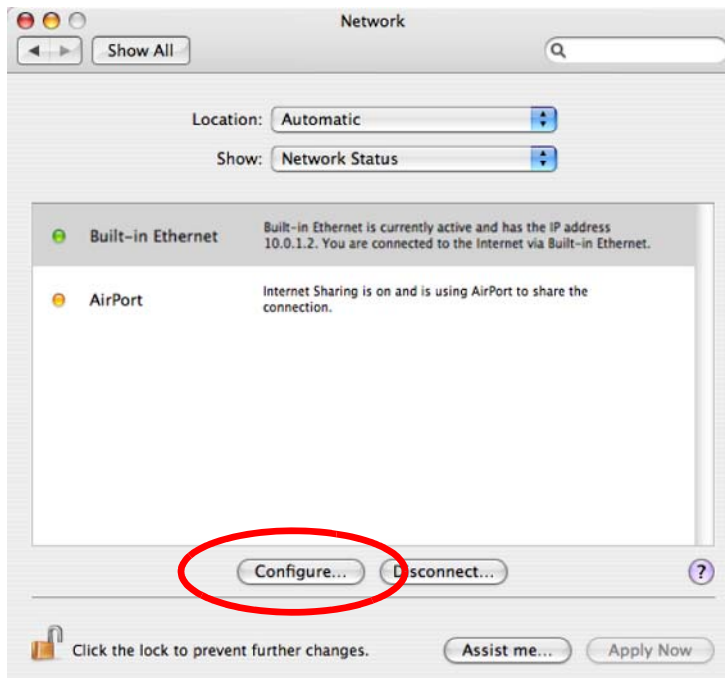 Network
Show All
Location: Automatic
Show: Network Status
Built-in Ethernet
Built-in Ethernet is currently active and has the IP address
10.0.1.2. You are connected to the Internet via Built-in Ethernet.
AirPort
Internet Sharing is on and is using AirPort to share the
connection.
Configure... Disconnect... ?
Click the lock to prevent further changes. Assist me... Apply Now